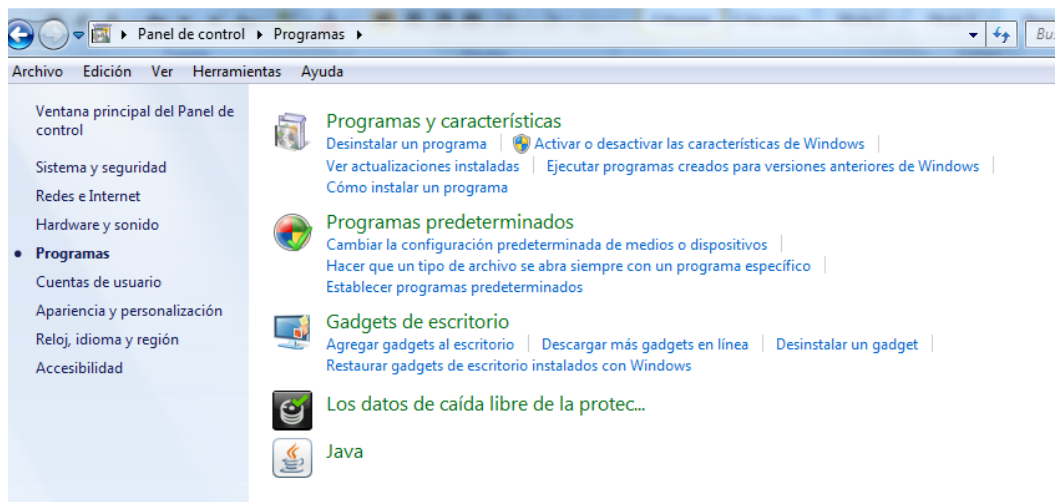 Panel de control Programas
Archivo Edición Ver Herramientas Ayuda
Ventana principal del Panel de
control
Sistema y seguridad
Redes e Internet
Hardware y sonido
Programas
Cuentas de usuario
Apariencia y personalización
Reloj, idioma y región
Accesibilidad
Programas y características
Desinstalar un programa Activar o desactivar las características de Windows
Ver actualizaciones instaladas Ejecutar programas creados para versiones anteriores de Windows
Cómo instalar un programa
Programas predeterminados
Cambiar la configuración predeterminada de medios o dispositivos
Hacer que un tipo de archivo se abra siempre con un programa específico
Establecer programas predeterminados
Gadgets de escritorio
Agregar gadgets al escritorio Descargar más gadgets en línea Desinstalar un gadget
Restaurar gadgets de escritorio instalados con Windows
Los datos de caída libre de la protec...
Java